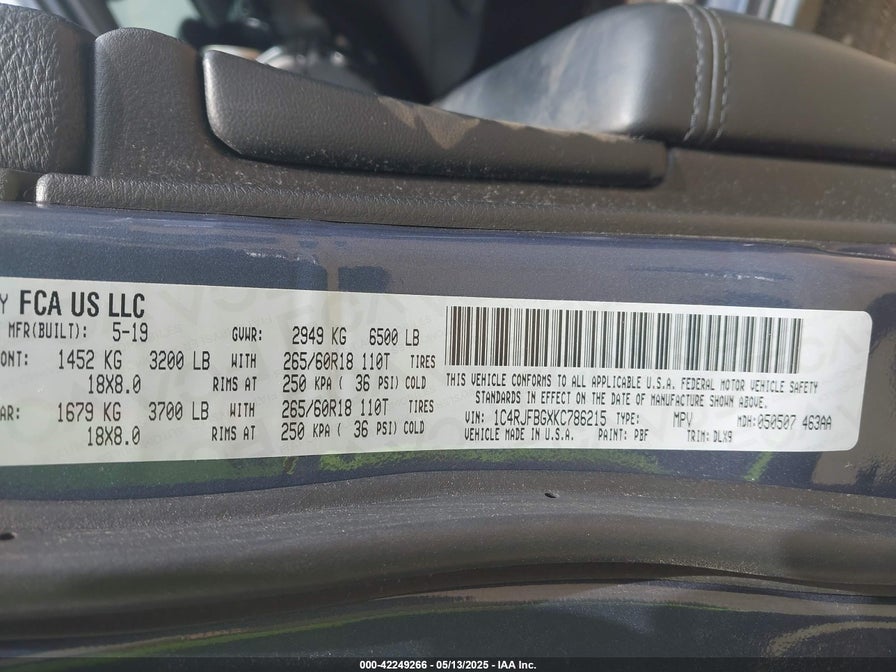 Y FCA US LLC
MFR(BUILT): 5-19 GVWR: 2949 KG 6500 LB
ONT: 1452 KG 3200 LB WITH 265/60R18 110T TIRES
18X8.0 RIMS AT 250 KPA ( 36 PSI) COLD
AR: 1679 KG 3700 LB WITH 265/60R18 110T TIRES
18X8.0 RIMS AT 250 KPA ( 36 PSI) COLD
THIS VEHICLE CONFORMS TO ALL APPLICABLE U.S.A. FEDERAL MOTOR VEHICLE SAFETY
STANDARDS IN EFFECT ON THE DATE OF MANUFACTURE SHOWN ABOVE.
VIN: 1C4RJFBGXKC786215 TYPE: MPV MDH: 050507 463AA
VEHICLE MADE IN U.S.A. PAINT: PBF TRIM: DLX9
000-42249266 - 05/13/2025 - IAA Inc.